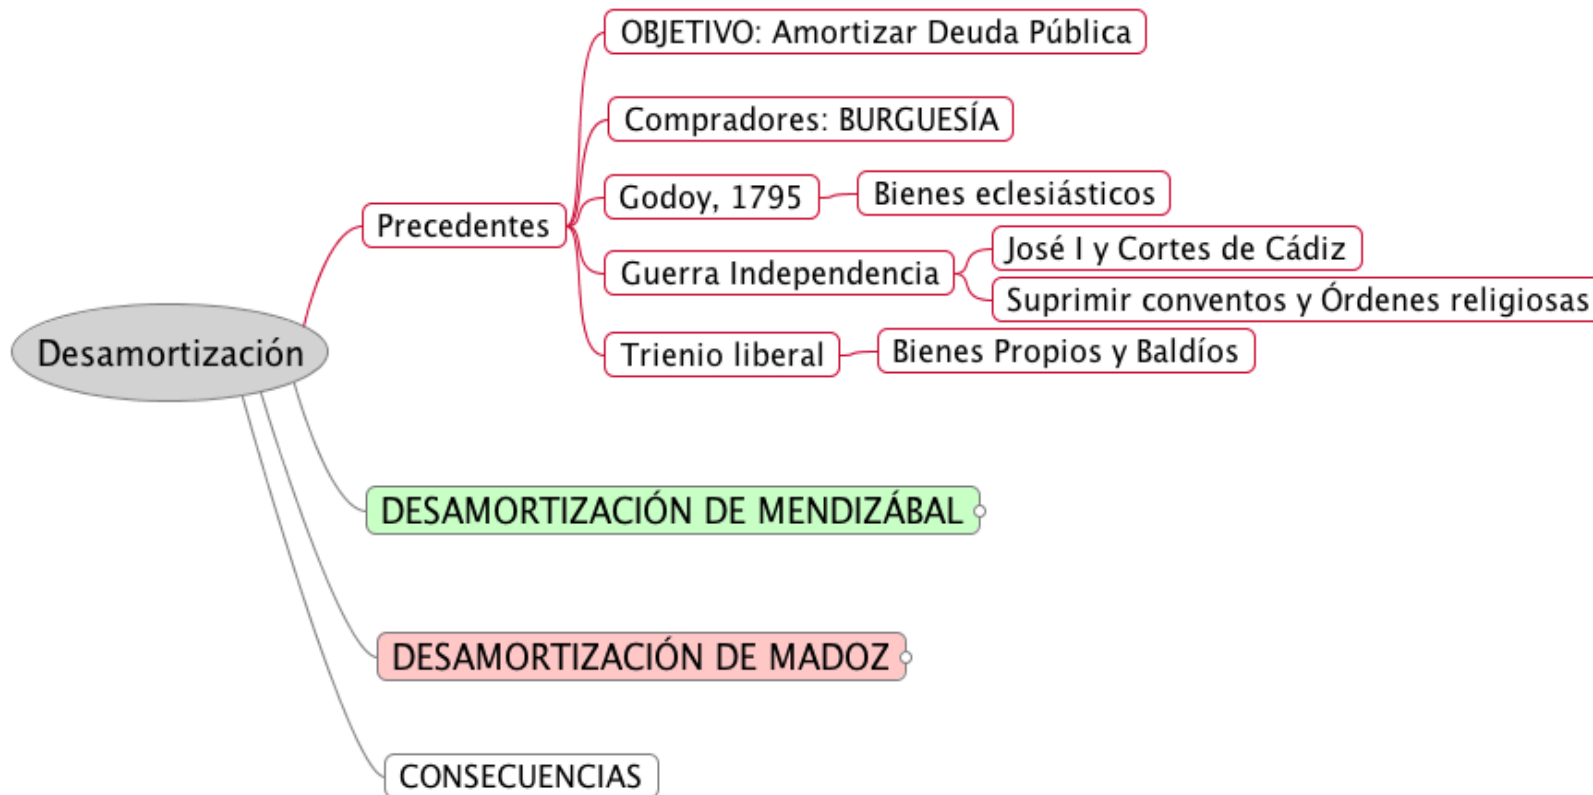 OBJETIVO: Amortizar Deuda Pública
Compradores: BURGUESÍA
Godoy, 1795
Bienes eclesiásticos
Precedentes
José I y Cortes de Cádiz
Guerra Independencia
Suprimir conventos y Órdenes religiosas
Trienio liberal
Bienes Propios y Baldíos
Desamortización
DESAMORTIZACIÓN DE MENDIZÁBAL
DESAMORTIZACIÓN DE MADOZ
CONSECUENCIAS